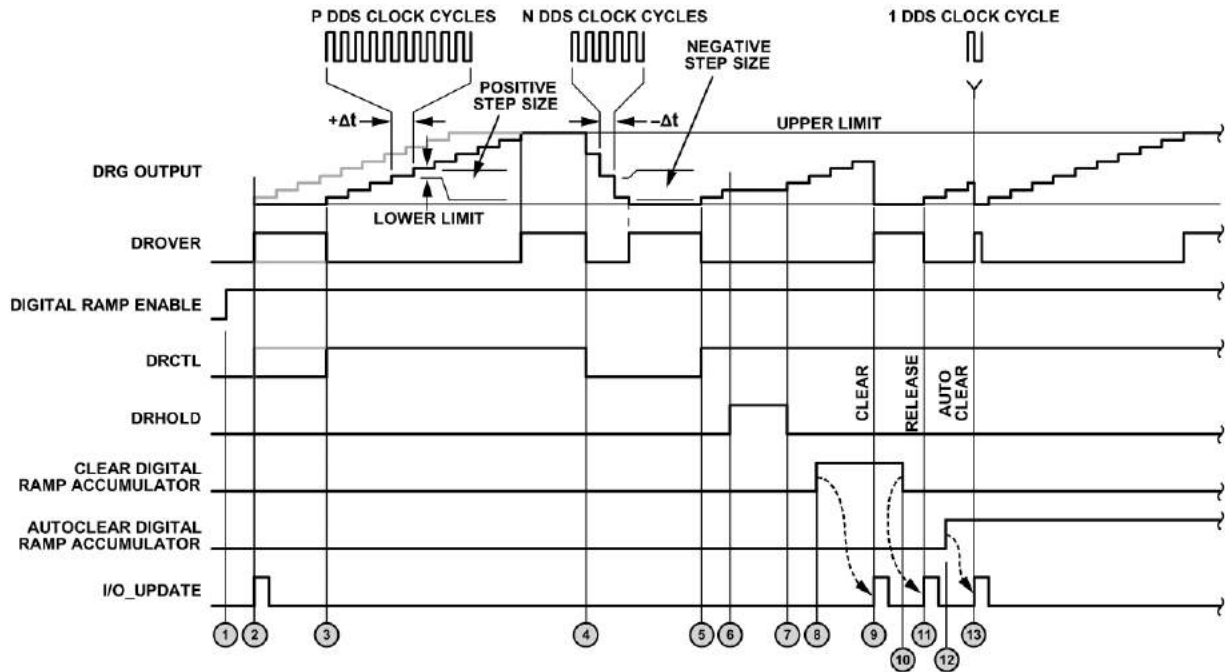 P DDS CLOCK CYCLES
N DDS CLOCK CYCLES
1 DDS CLOCK CYCLE
NEGATIVE
STEP SIZE
POSITIVE
STEP SIZE
+Δt
–Δt
UPPER LIMIT
DRG OUTPUT
LOWER LIMIT
DROVER
DIGITAL RAMP ENABLE
DRCTL
CLEAR
RELEASE
AUTO
CLEAR
DRHOLD
CLEAR DIGITAL
RAMP ACCUMULATOR
AUTOCLEAR DIGITAL
RAMP ACCUMULATOR
I/O_UPDATE
1 2 3 4 5 6 7 8 9 11 13
10 12